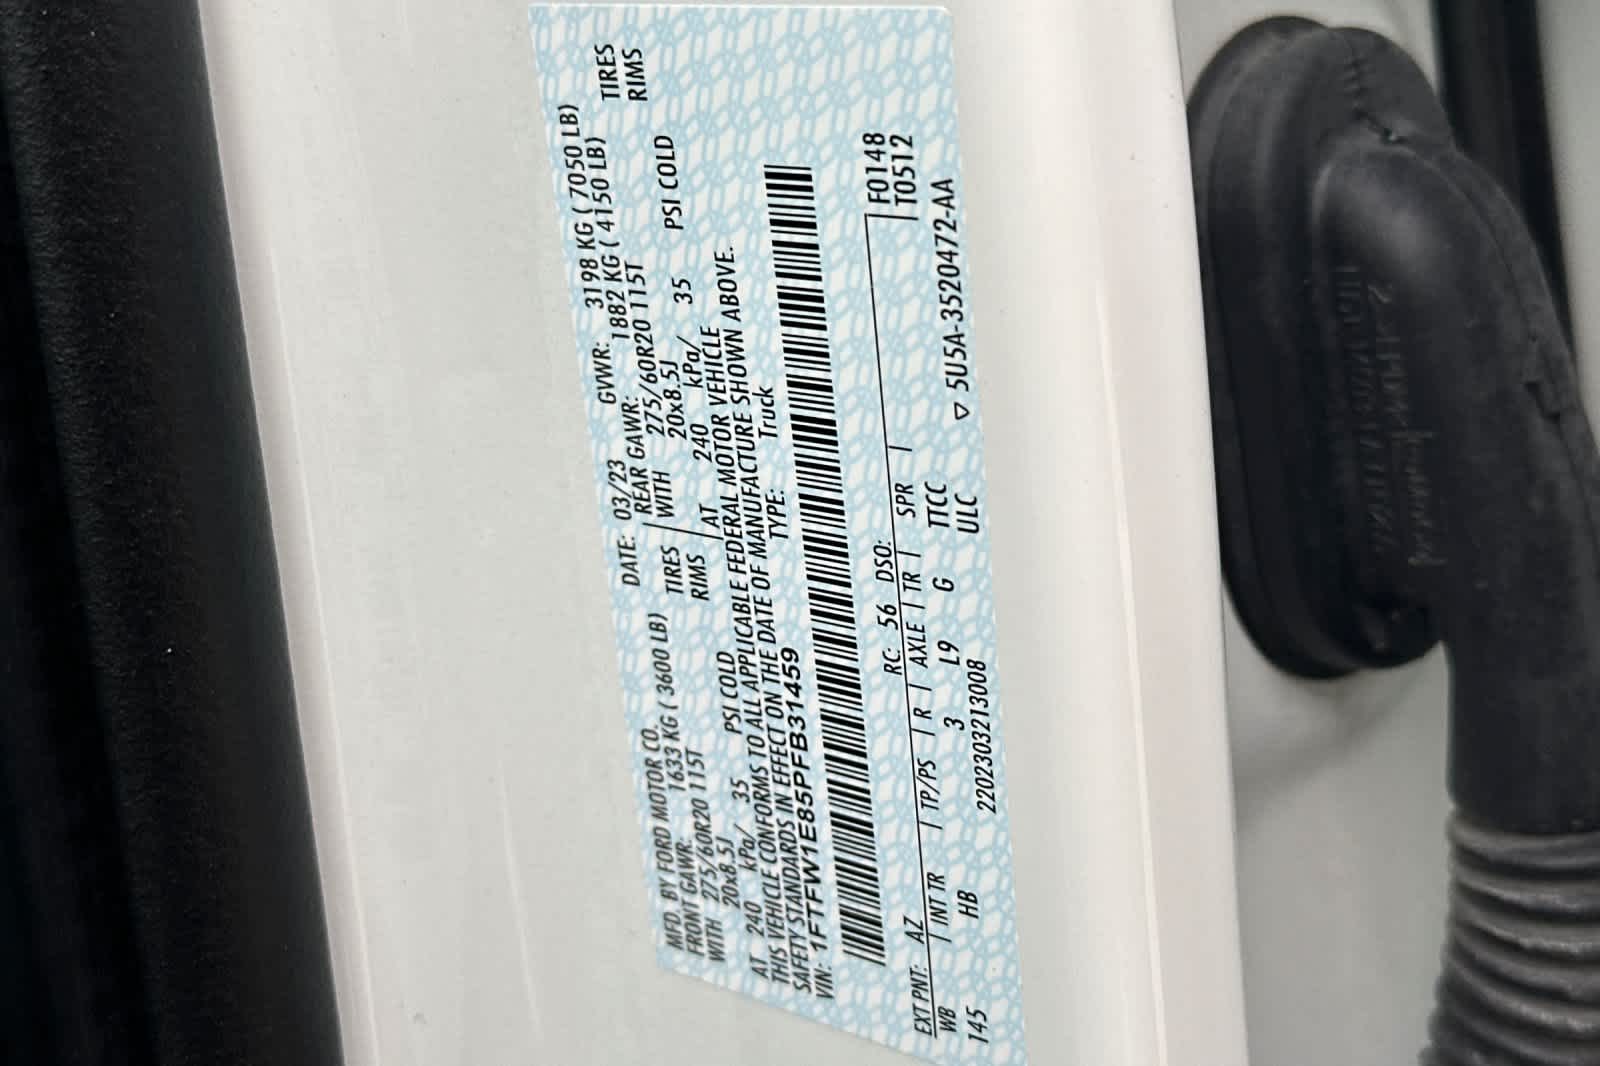 MFD. BY FORD MOTOR CO. DATE: 03/23 GVWR: 3198 KG ( 7050 LB)
FRONT GAWR: 1633 KG ( 3600 LB) REAR GAWR: 1882 KG ( 4150 LB)
WITH 275/60R20 115T TIRES WITH 275/60R20 115T TIRES
20x8.5J RIMS 20x8.5J RIMS
AT 240 kPa/ 35 PSI COLD AT 240 kPa/ 35 PSI COLD
THIS VEHICLE CONFORMS TO ALL APPLICABLE FEDERAL MOTOR VEHICLE
SAFETY STANDARDS IN EFFECT ON THE DATE OF MANUFACTURE SHOWN ABOVE.
VIN: 1FTFW1E85PFB31459 TYPE: Truck
F0148
T0512
EXT PNT: AZ RC: 56 DSO:
WB INT TR TP/PS R AXLE TR SPR
145 HB 3 L9 G TTCC
ULC
2202303213008
▽ 5U5A-3520472-AA